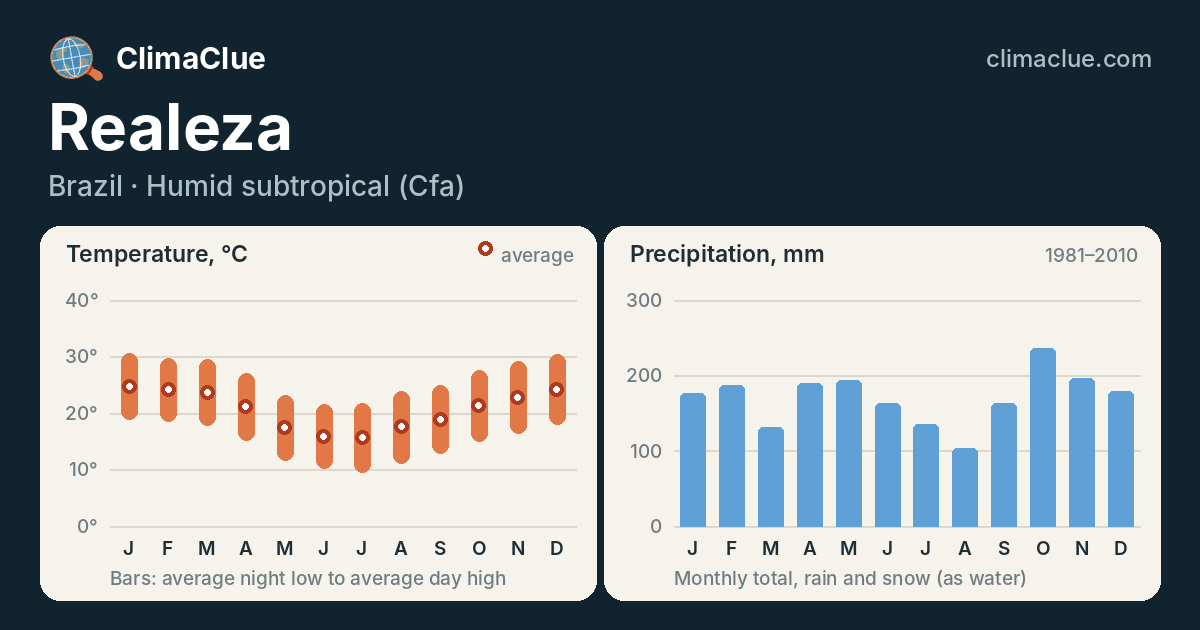 ClimaClue
climaclue.com
Realeza
Brazil · Humid subtropical (Cfa)
Temperature, °C
average
40°
30°
20°
10°
0°
J F M A M J J A S O N D
Bars: average night low to average day high
Precipitation, mm
1981–2010
300
200
100
0
J F M A M J J A S O N D
Monthly total, rain and snow (as water)